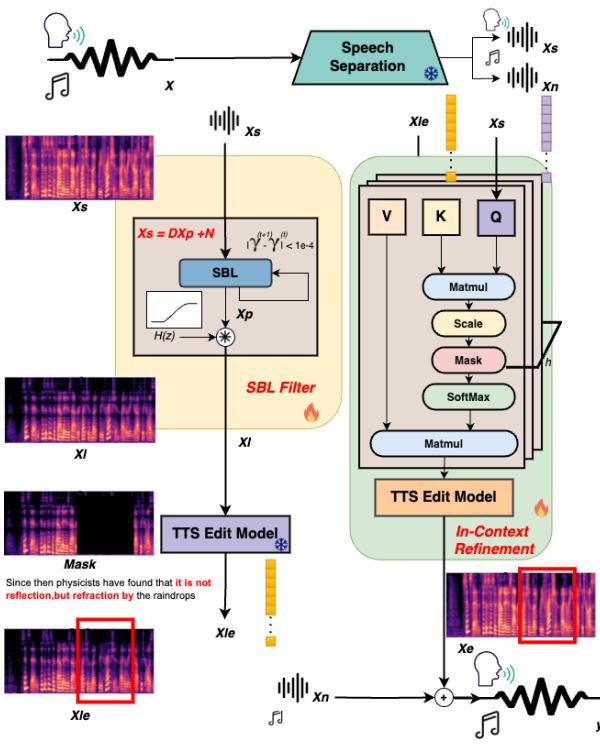 X
Speech
Separation
Xs
Xn
Xs
Xs
Xs = DXp +N
|γ^(t+1) - γ^(t)| < 1e-4
SBL
Xp
H(z)
SBL Filter
Xl
Xl
Mask
Since then physicists have found that it is not
reflection,but refraction by the raindrops
TTS Edit Model
Xle
Xle
Xle
Xs
V
K
Q
Matmul
Scale
Mask
h
SoftMax
Matmul
TTS Edit Model
In-Context
Refinement
Xe
Xn
+
y